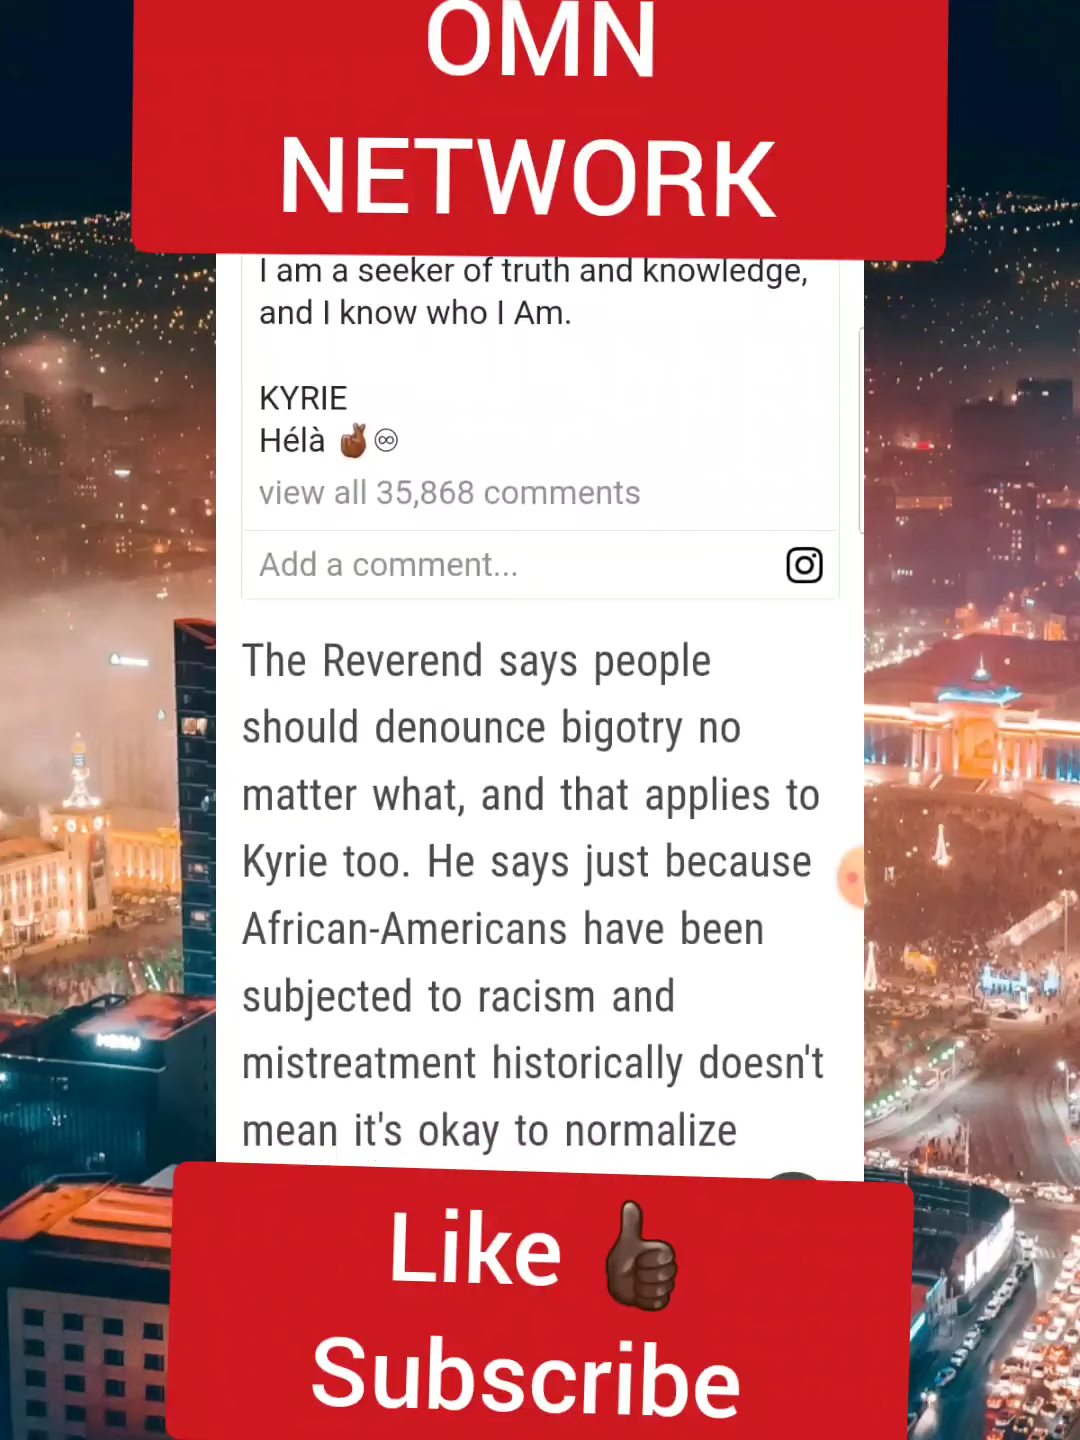 OMN
NETWORK
I am a seeker of truth and knowledge,
and I know who I Am.
KYRIE
Hélà 🤞🏾♾
view all 35,868 comments
Add a comment...
The Reverend says people
should denounce bigotry no
matter what, and that applies to
Kyrie too. He says just because
African-Americans have been
subjected to racism and
mistreatment historically doesn't
mean it's okay to normalize
Like 👍🏿
Subscribe